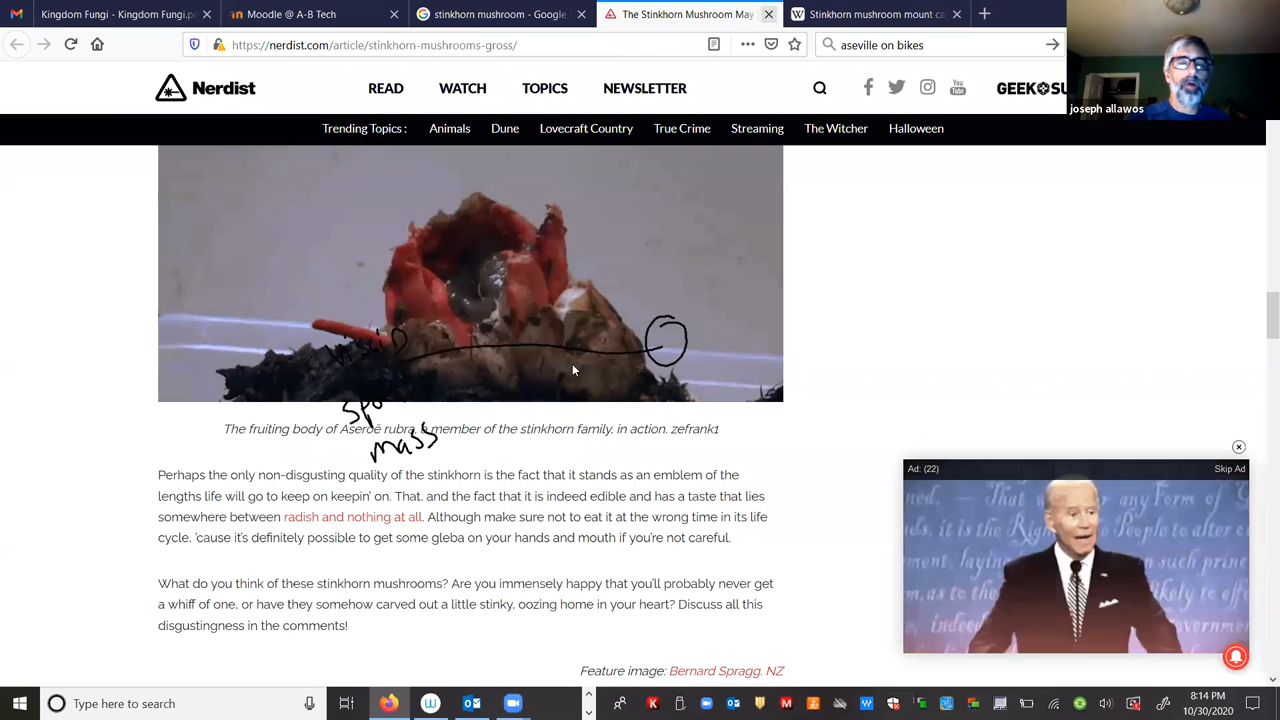 Kingdom Fungi - Kingdom Fungi.p
Moodle @ A-B Tech
stinkhorn mushroom - Google
The Stinkhorn Mushroom May
Stinkhorn mushroom mount ca
https://nerdist.com/article/stinkhorn-mushrooms-gross/
aseville on bikes
Nerdist
READ
WATCH
TOPICS
NEWSLETTER
You Tube
joseph allawos
Trending Topics :
Animals
Dune
Lovecraft Country
True Crime
Streaming
The Witcher
Halloween
mass
The fruiting body of Aseroë rubra, a member of the stinkhorn family, in action. zefrank1
Perhaps the only non-disgusting quality of the stinkhorn is the fact that it stands as an emblem of the
lengths life will go to keep on keepin' on. That, and the fact that it is indeed edible and has a taste that lies
somewhere between radish and nothing at all. Although make sure not to eat it at the wrong time in its life
cycle, 'cause it's definitely possible to get some gleba on your hands and mouth if you're not careful.
What do you think of these stinkhorn mushrooms? Are you immensely happy that you'll probably never get
a whiff of one, or have they somehow carved out a little stinky, oozing home in your heart? Discuss all this
disgustingness in the comments!
Feature image: Bernard Spragg. NZ
Ad: (22)
Skip Ad
Type here to search
8:14 PM
10/30/2020